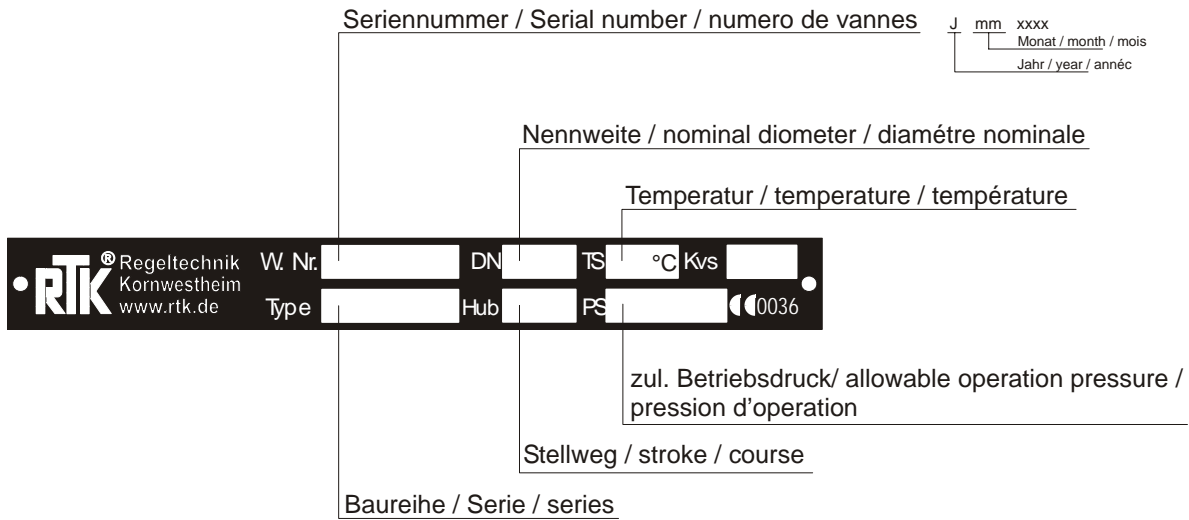 Seriennummer / Serial number / numero de vannes
J mm xxxx
Monat / month / mois
Jahr / year / annéc
Nennweite / nominal diometer / diamétre nominale
Temperatur / temperature / température
RTK® Regeltechnik
Kornwestheim
www.rtk.de
W. Nr. DN TS °C Kvs
Type Hub PS CE0036
zul. Betriebsdruck/ allowable operation pressure /
pression d'operation
Stellweg / stroke / course
Baureihe / Serie / series